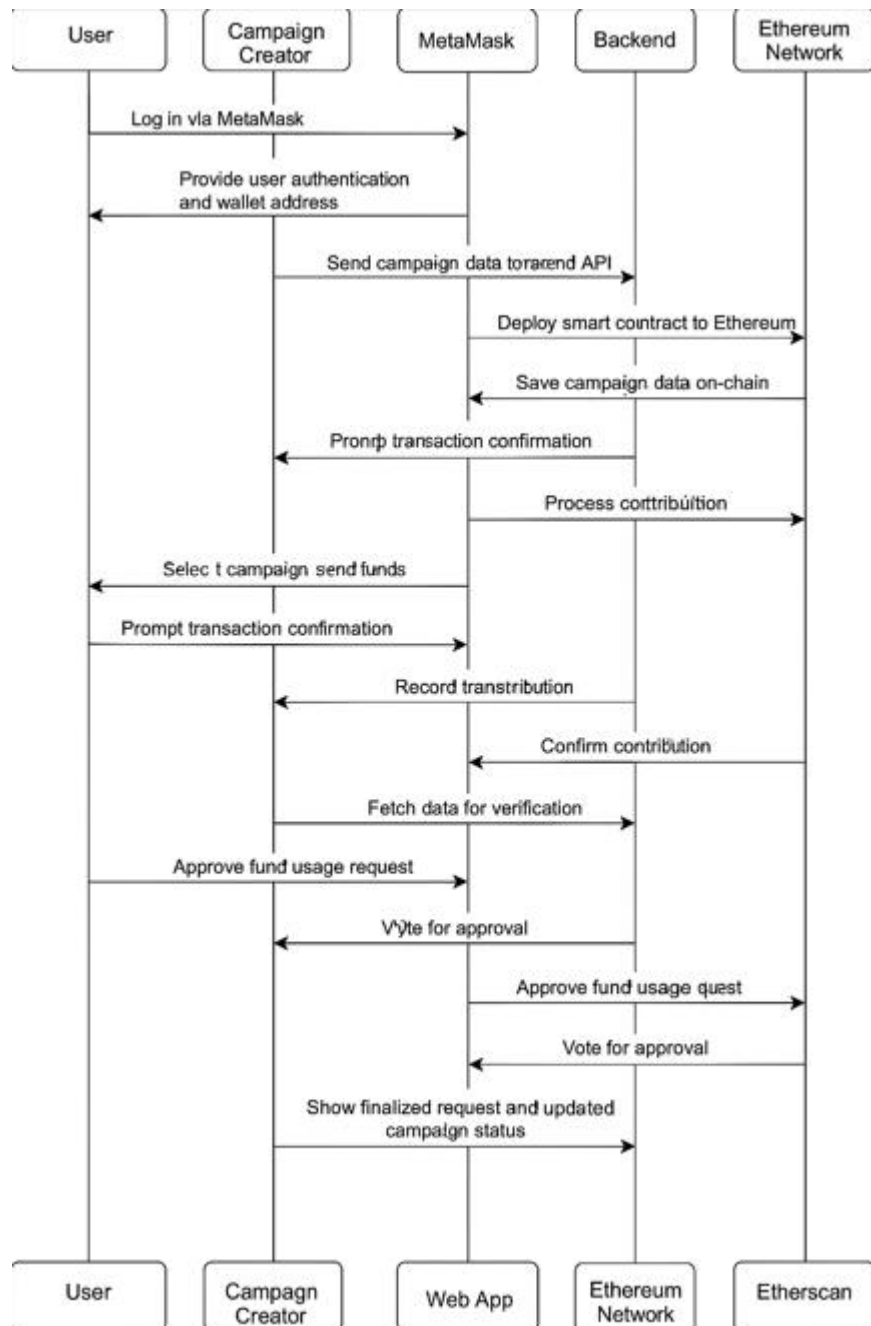 User
Campaign
Creator
MetaMask
Backend
Ethereum
Network
Log in vla MetaMask
Provide user authentication
and wallet address
Send campaign data API
Deploy smart contract to Ethereum
Save campaign data on-chain
transaction confirmation
Process
Selec t campaign send funds
Prompt transaction confirmation
Record transtribution
Confirm contribution
Fetch data for verification
Approve fund usage request
for approval
Approve fund usage quest
Vote for approval
Show finalized request and updated
campaign status
User
Campagn
Creator
Web App
Ethereum
Network
Etherscan